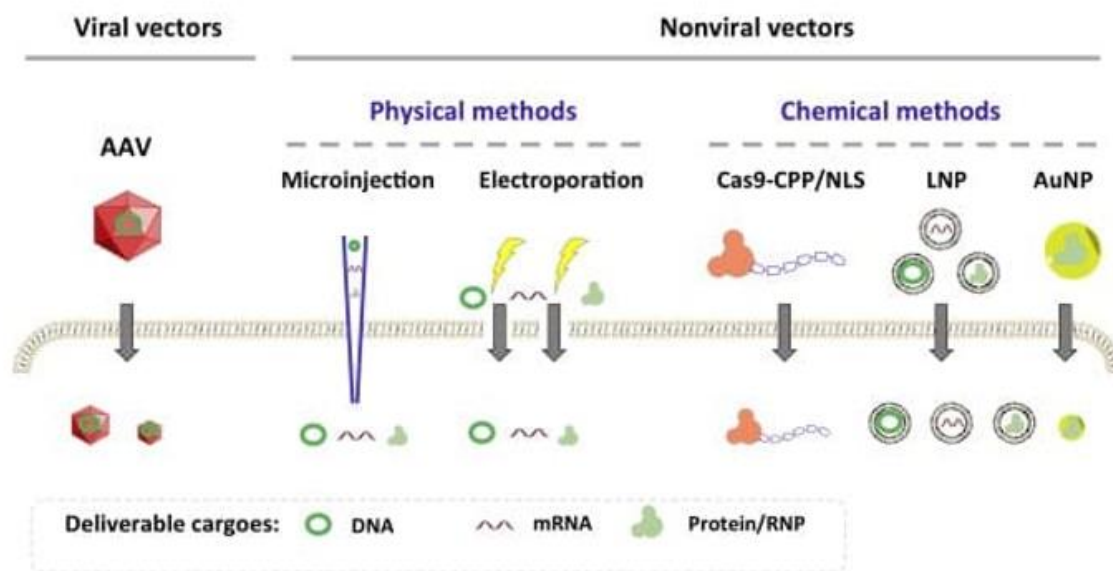 Viral vectors
Nonviral vectors
Physical methods
Chemical methods
AAV
Microinjection
Electroporation
Cas9-CPP/NLS
LNP
AuNP
Deliverable cargoes:
DNA
mRNA
Protein/RNP